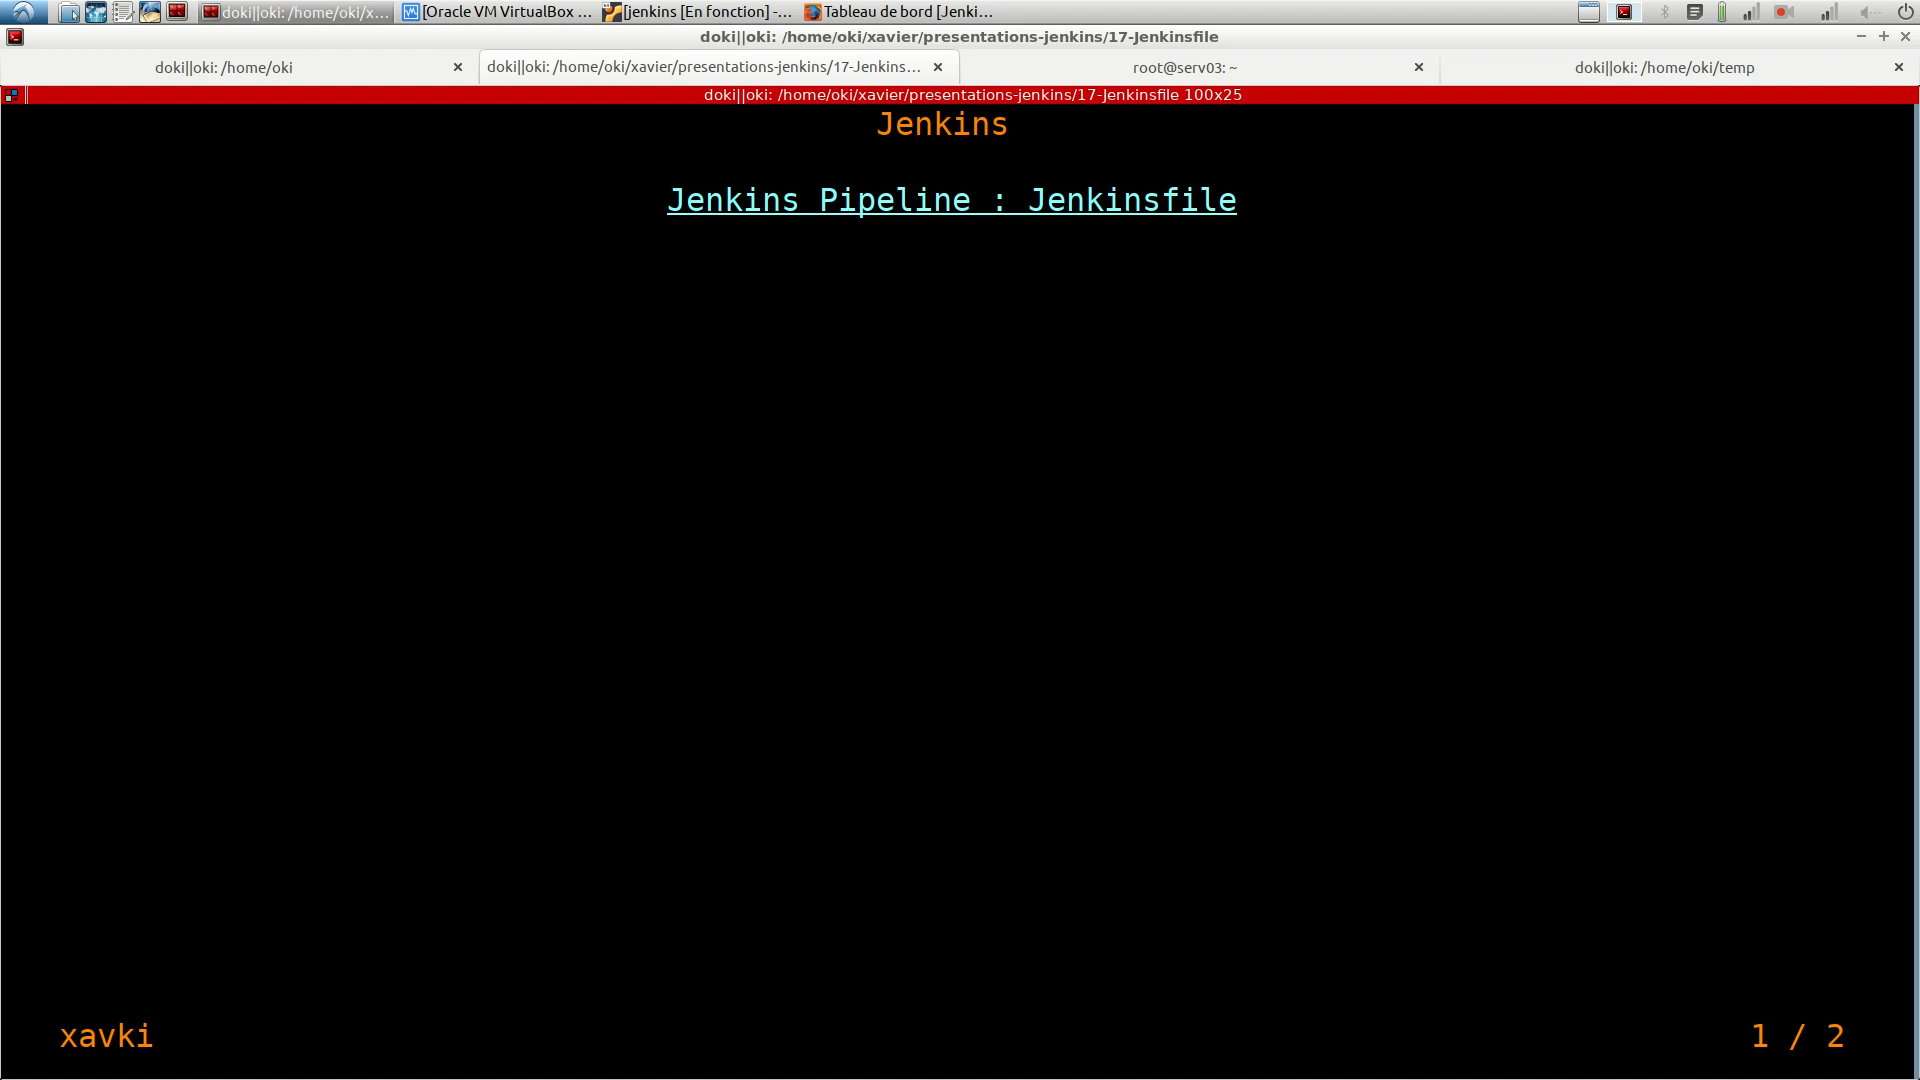 doki||oki: /home/oki/x... [Oracle VM VirtualBox ... [jenkins [En fonction] -... Tableau de bord [Jenki...
doki||oki: /home/oki/xavier/presentations-jenkins/17-Jenkinsfile
doki||oki: /home/oki doki||oki: /home/oki/xavier/presentations-jenkins/17-Jenkins... root@serv03: ~ doki||oki: /home/oki/temp
doki||oki: /home/oki/xavier/presentations-jenkins/17-Jenkinsfile 100x25
Jenkins
Jenkins Pipeline : Jenkinsfile
xavki 1 / 2